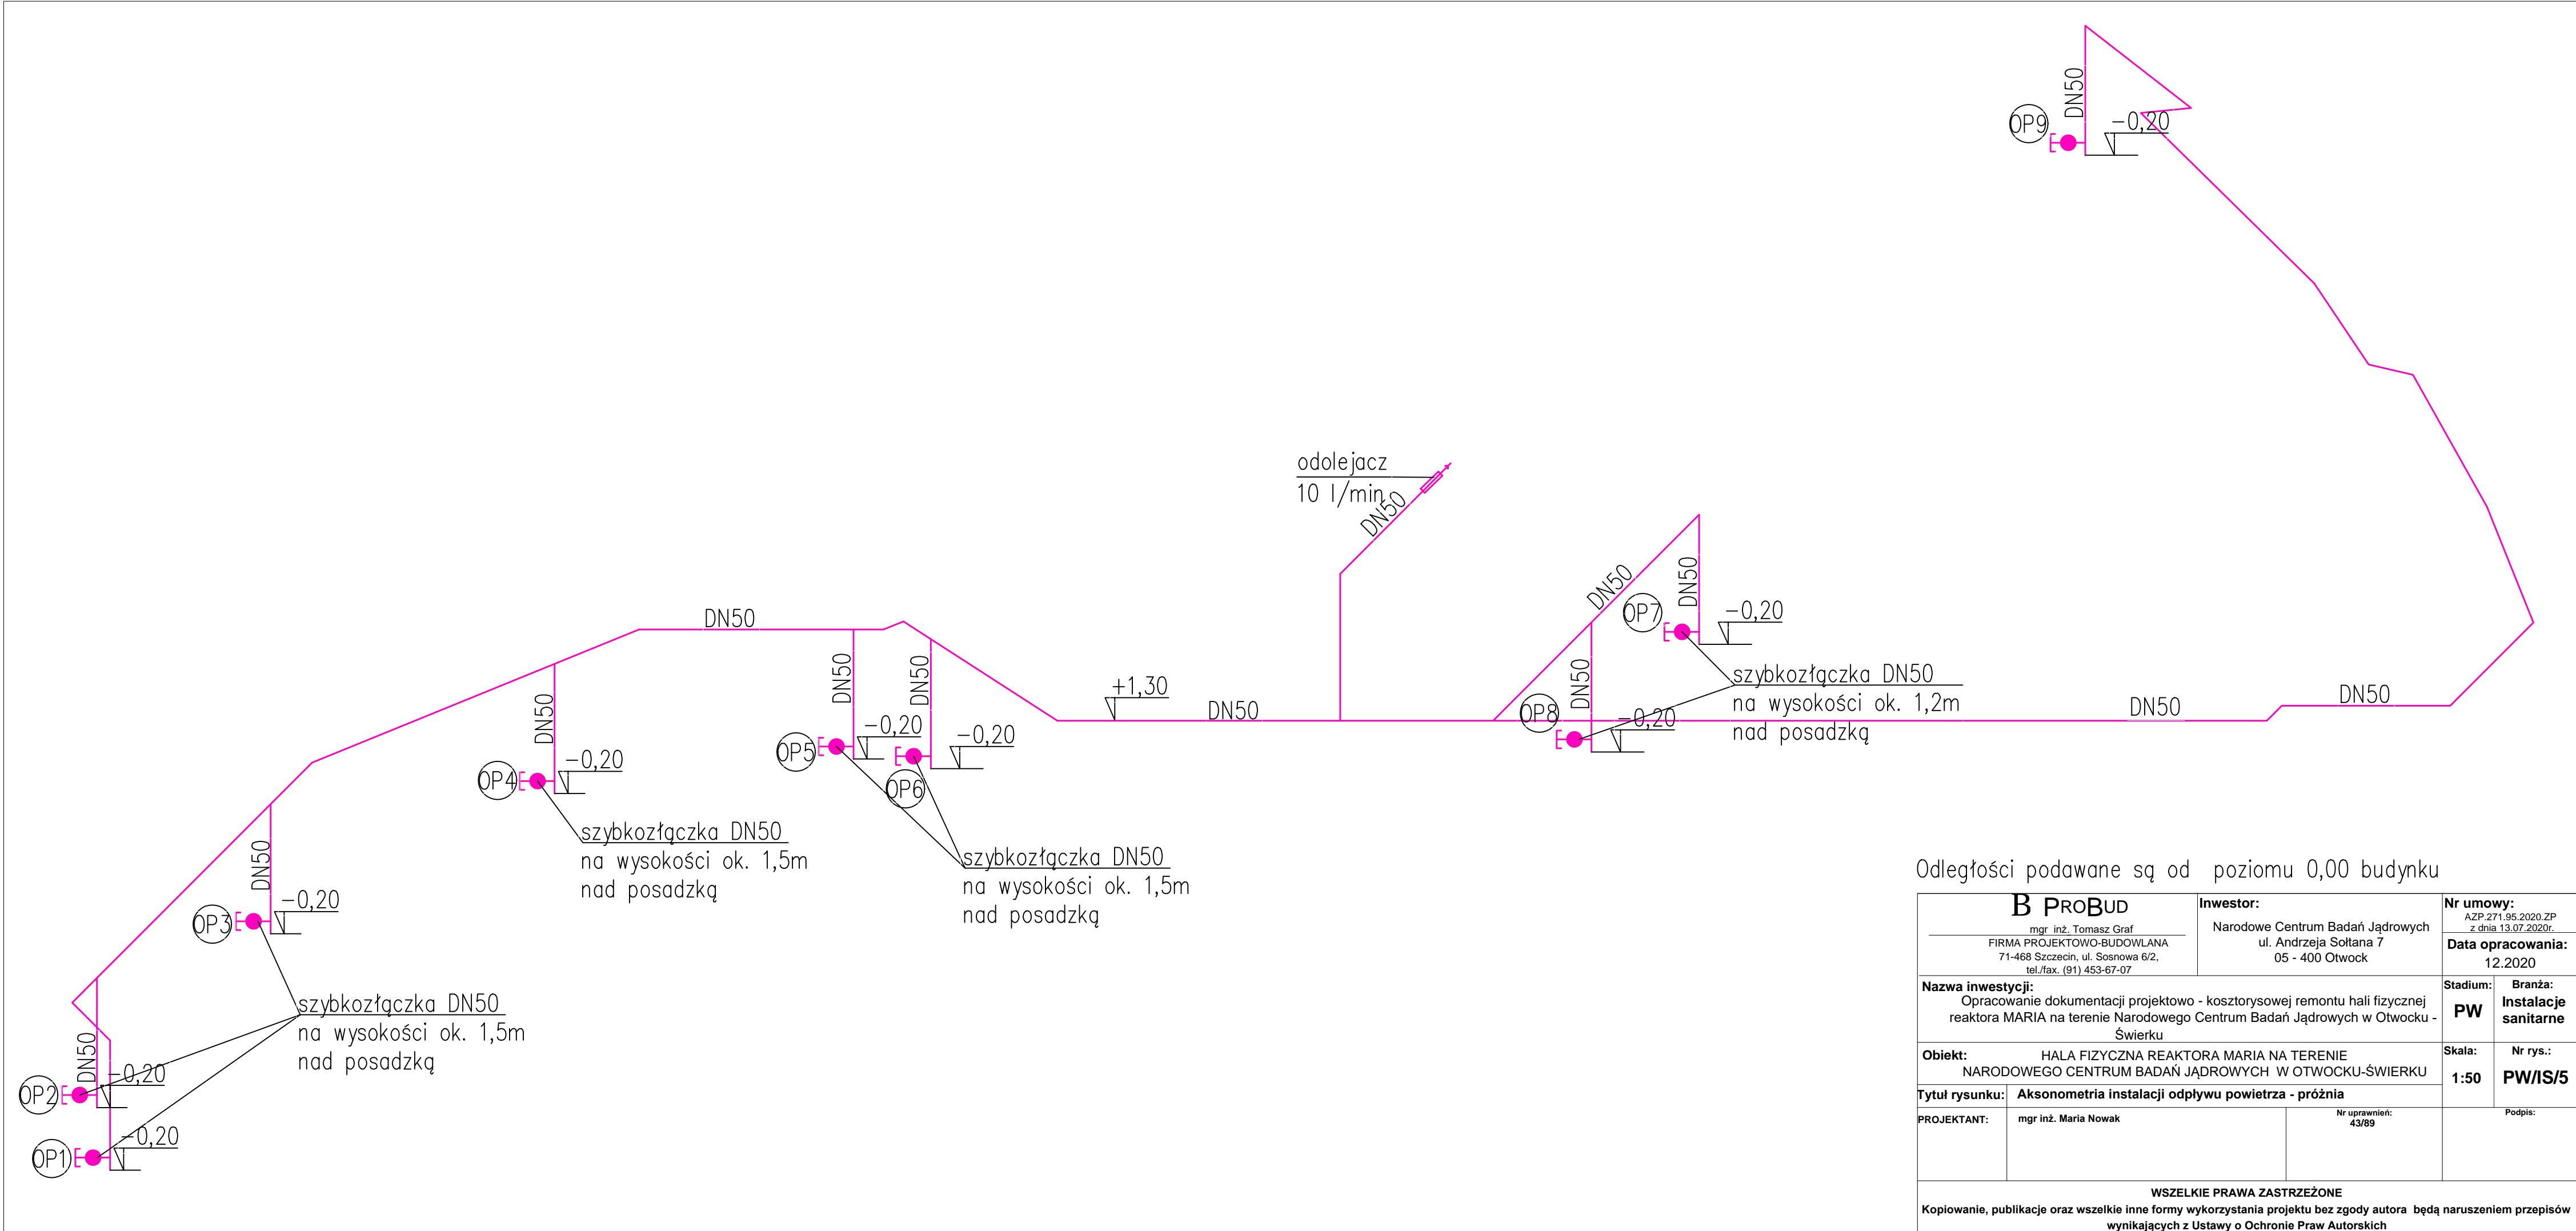 DN50
OP9
-0,20
odolejacz
10 l/min
DN50
DN50
DN50
OP7
-0,20
DN50
szybkozłączka DN50
na wysokości ok. 1,2m
nad posadzką
DN50
OP8
-0,20
DN50
DN50
+1,30
DN50
DN50
DN50
OP5
-0,20
DN50
OP6
-0,20
szybkozłączka DN50
na wysokości ok. 1,5m
nad posadzką
DN50
OP4
-0,20
szybkozłączka DN50
na wysokości ok. 1,5m
nad posadzką
DN50
OP3
-0,20
szybkozłączka DN50
na wysokości ok. 1,5m
nad posadzką
DN50
OP2
-0,20
OP1
-0,20
Odległości podawane są od poziomu 0,00 budynku
B PROBUD
mgr inż. Tomasz Graf
FIRMA PROJEKTOWO-BUDOWLANA
71-468 Szczecin, ul. Sosnowa 6/2,
tel./fax. (91) 453-67-07
Inwestor:
Narodowe Centrum Badań Jądrowych
ul. Andrzeja Sołtana 7
05 - 400 Otwock
Nr umowy:
AZP.271.95.2020.ZP
z dnia 13.07.2020r.
Data opracowania:
12.2020
Nazwa inwestycji:
Opracowanie dokumentacji projektowo - kosztorysowej remontu hali fizycznej
reaktora MARIA na terenie Narodowego Centrum Badań Jądrowych w Otwocku -
Świerku
Stadium:
PW
Branża:
Instalacje
sanitarne
Obiekt:
HALA FIZYCZNA REAKTORA MARIA NA TERENIE
NARODOWEGO CENTRUM BADAŃ JĄDROWYCH W OTWOCKU-ŚWIERKU
Skala:
1:50
Nr rys.:
PW/IS/5
Tytuł rysunku:
Aksonometria instalacji odpływu powietrza - próżnia
PROJEKTANT:
mgr inż. Maria Nowak
Nr uprawnień:
43/89
Podpis:
WSZELKIE PRAWA ZASTRZEŻONE
Kopiowanie, publikacje oraz wszelkie inne formy wykorzystania projektu bez zgody autora będą naruszeniem przepisów
wynikających z Ustawy o Ochronie Praw Autorskich